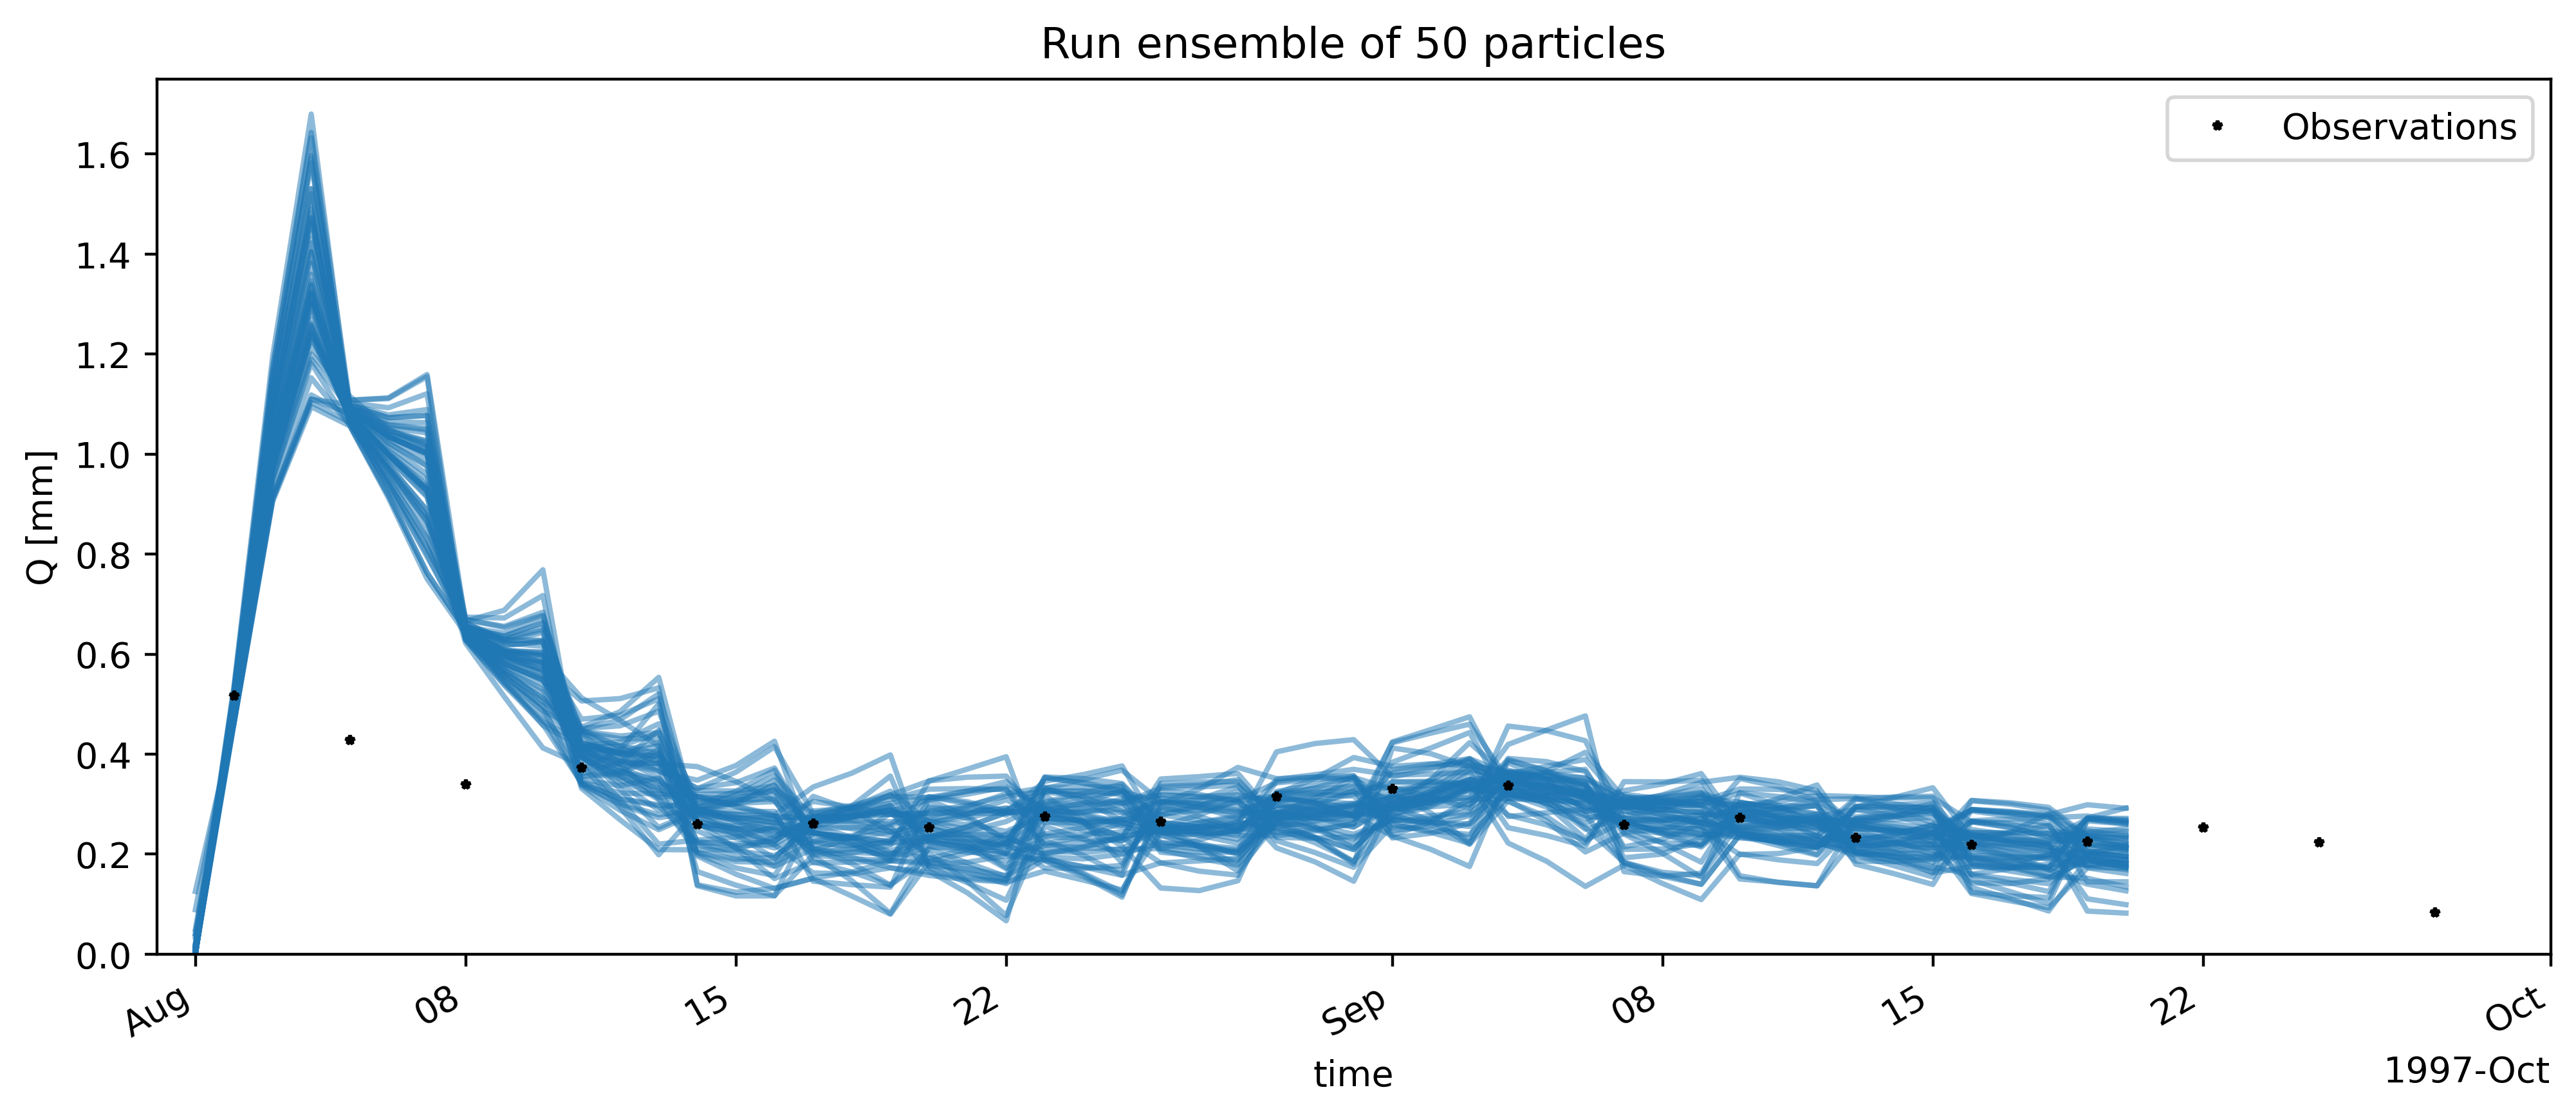 Run ensemble of 50 particles
Observations
Q [mm]
1.6
1.4
1.2
1.0
0.8
0.6
0.4
0.2
0.0
Aug 08 15 22 Sep 08 15 22 Oct
time
1997-Oct